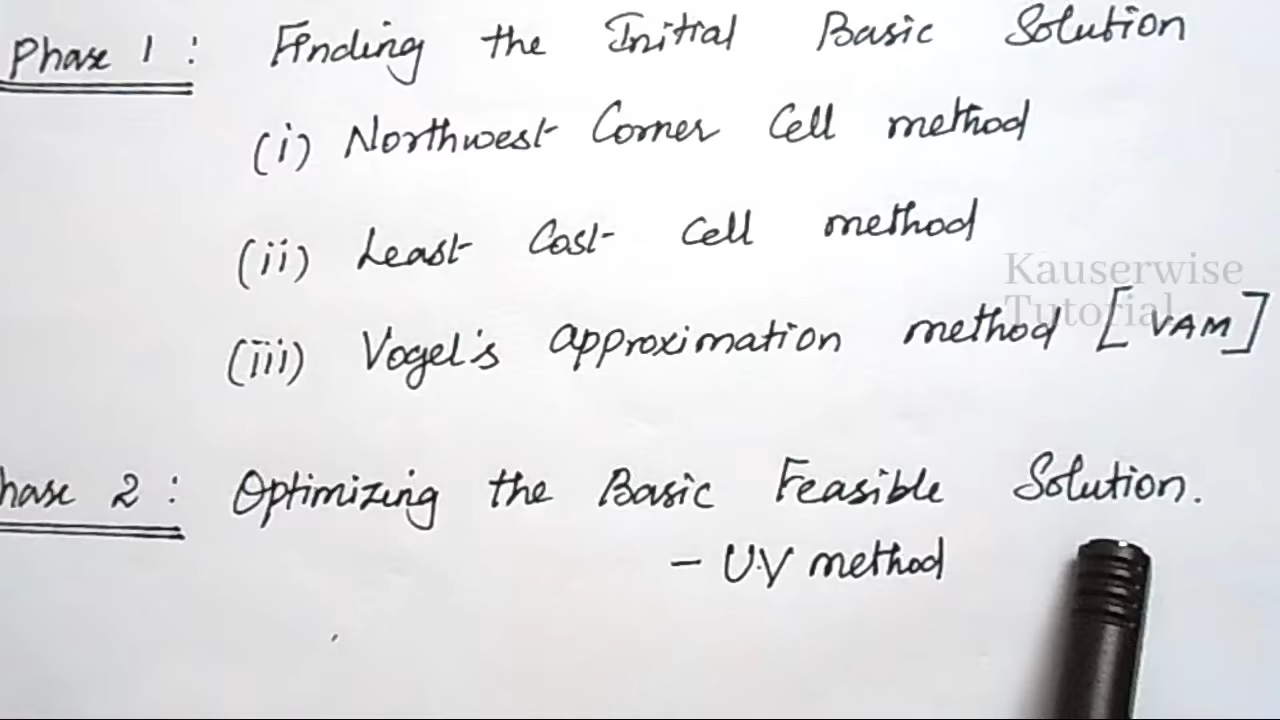 Phase 1 : Finding the Initial Basic Solution
(i) Northwest Corner Cell method
(ii) Least Cost Cell method
Kauserwise
Tutorial
(iii) Vogel's approximation method [VAM]
hase 2 : Optimizing the Basic Feasible Solution.
- U.V method